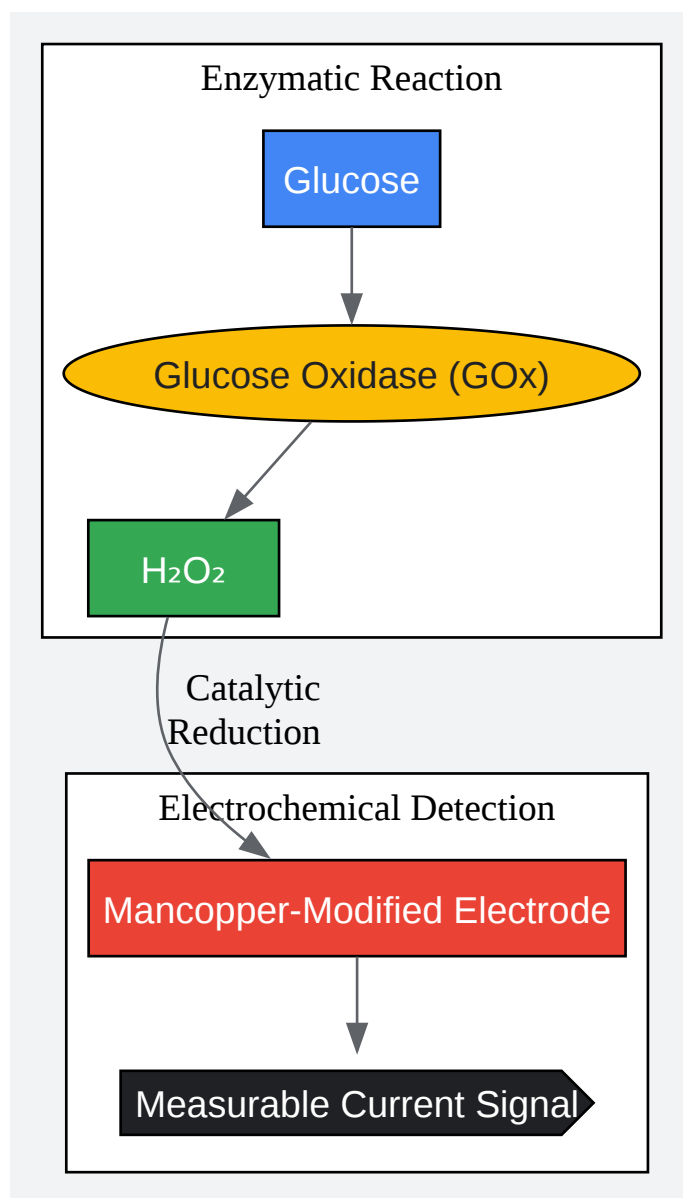 Enzymatic Reaction
Glucose
Glucose Oxidase (GOx)
H₂O₂
Catalytic
Reduction
Electrochemical Detection
Mancopper-Modified Electrode
Measurable Current Signal